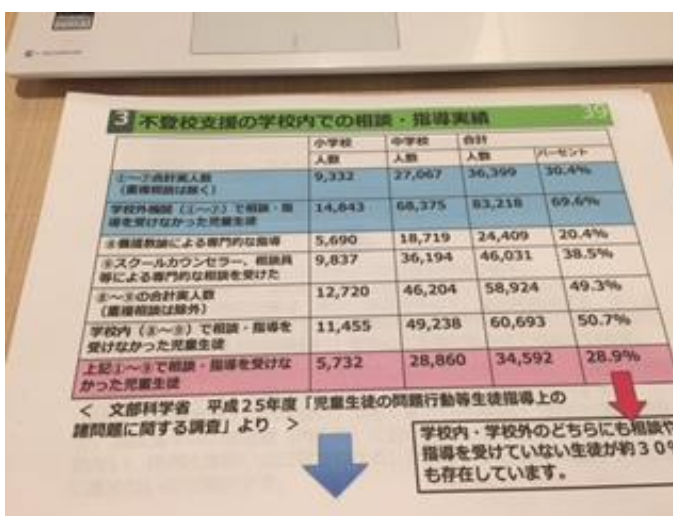 3 不登校支援の学校内での相談・指導実績 39
小学校 中学校 合計
人数 人数 人数 パーセント
①～⑦合計実人数 9,332 27,067 36,399 30.4%
(重複相談は除く)
学校外機関（①～⑦）で相談・指 14,843 68,375 83,218 69.6%
導を受けなかった児童生徒
⑧養護教諭による専門的な指導 5,690 18,719 24,409 20.4%
⑨スクールカウンセラー、相談員 9,837 36,194 46,031 38.5%
等による専門的な相談を受けた
⑧～⑨の合計実人数 12,720 46,204 58,924 49.3%
(重複相談は除外)
学校内（⑧～⑨）で相談・指導を 11,455 49,238 60,693 50.7%
受けなかった児童生徒
上記①～⑨で相談・指導を受けな 5,732 28,860 34,592 28.9%
かった児童生徒
< 文部科学省 平成25年度「児童生徒の問題行動等生徒指導上の
諸問題に関する調査」より >
学校内・学校外のどちらにも相談や
指導を受けていない生徒が約30%
も存在しています。